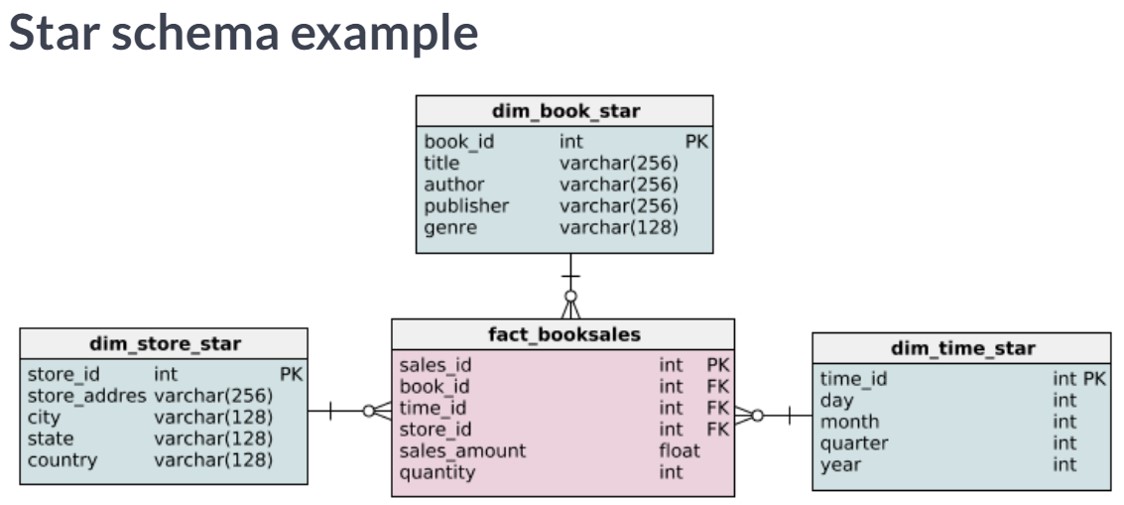 Star schema example
dim_book_star
book_id int PK
title varchar(256)
author varchar(256)
publisher varchar(256)
genre varchar(128)
dim_store_star
store_id int PK
store_addres varchar(256)
city varchar(128)
state varchar(128)
country varchar(128)
fact_booksales
sales_id int PK
book_id int FK
time_id int FK
store_id int FK
sales_amount float
quantity int
dim_time_star
time_id int PK
day int
month int
quarter int
year int